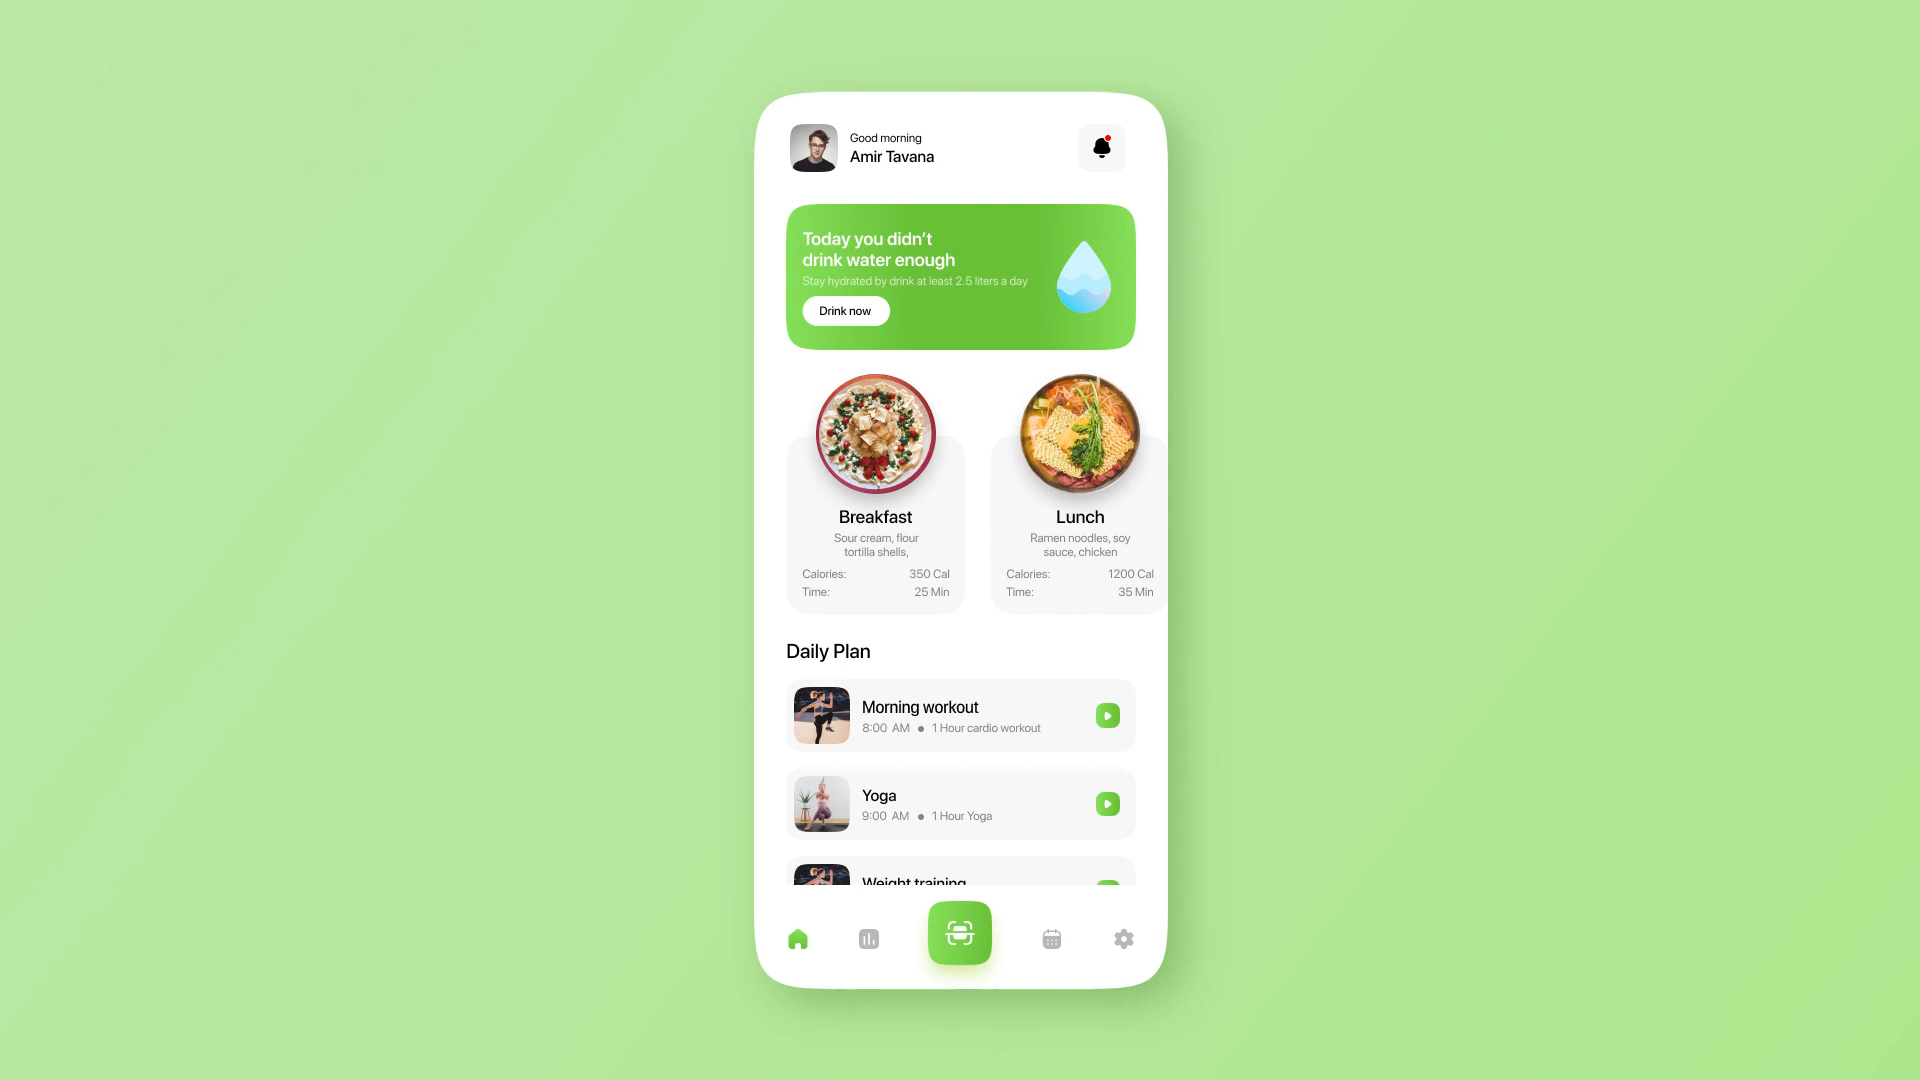 Good morning
Amir Tavana
Today you didn't
drink water enough
Stay hydrated by drink at least 2.5 liters a day
Drink now
Breakfast
Sour cream, flour
tortilla shells,
Calories: 350 Cal
Time: 25 Min
Lunch
Ramen noodles, soy
sauce, chicken
Calories: 1200 Cal
Time: 35 Min
Daily Plan
Morning workout
8:00 AM ● 1 Hour cardio workout
Yoga
9:00 AM ● 1 Hour Yoga
Weight training